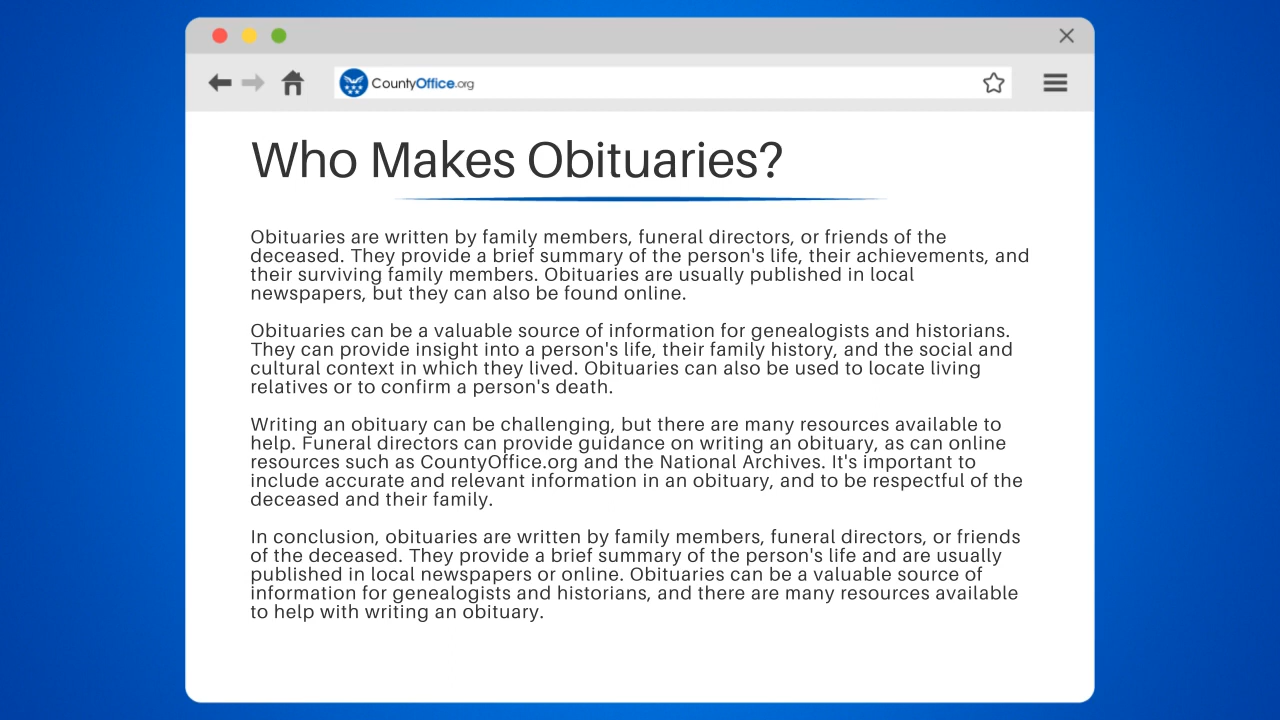 CountyOffice.org
Who Makes Obituaries?
Obituaries are written by family members, funeral directors, or friends of the
deceased. They provide a brief summary of the person's life, their achievements, and
their surviving family members. Obituaries are usually published in local
newspapers, but they can also be found online.
Obituaries can be a valuable source of information for genealogists and historians.
They can provide insight into a person's life, their family history, and the social and
cultural context in which they lived. Obituaries can also be used to locate living
relatives or to confirm a person's death.
Writing an obituary can be challenging, but there are many resources available to
help. Funeral directors can provide guidance on writing an obituary, as can online
resources such as CountyOffice.org and the National Archives. It's important to
include accurate and relevant information in an obituary, and to be respectful of the
deceased and their family.
In conclusion, obituaries are written by family members, funeral directors, or friends
of the deceased. They provide a brief summary of the person's life and are usually
published in local newspapers or online. Obituaries can be a valuable source of
information for genealogists and historians, and there are many resources available
to help with writing an obituary.